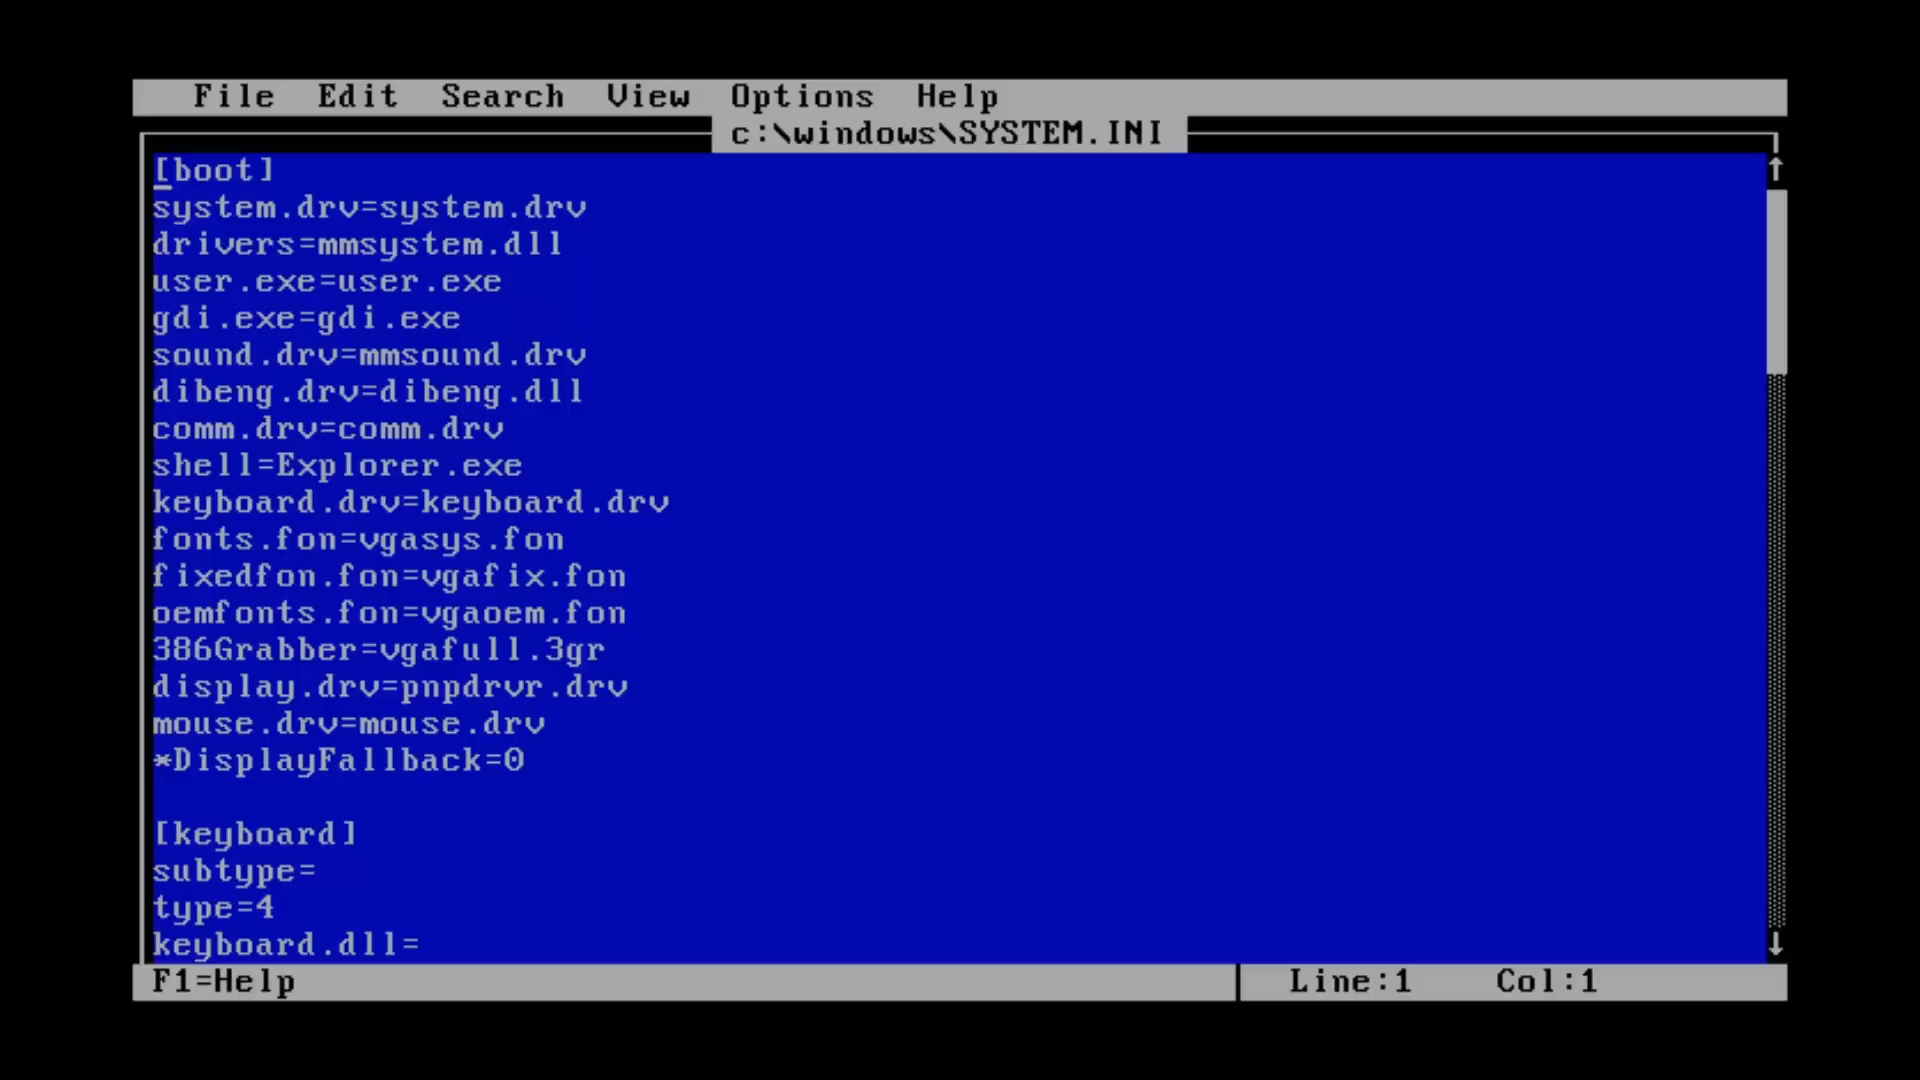 File Edit Search View Options Help
c:\windows\SYSTEM.INI
[boot]
system.drv=system.drv
drivers=mmsystem.dll
user.exe=user.exe
gdi.exe=gdi.exe
sound.drv=mmsound.drv
dibeng.drv=dibeng.dll
comm.drv=comm.drv
shell=Explorer.exe
keyboard.drv=keyboard.drv
fonts.fon=vgasys.fon
fixedfon.fon=vgafix.fon
oemfonts.fon=vgaoem.fon
386Grabber=vgafull.3gr
display.drv=pnpdrvr.drv
mouse.drv=mouse.drv
*DisplayFallback=0
[keyboard]
subtype=
type=4
keyboard.dll=
F1=Help Line:1 Col:1